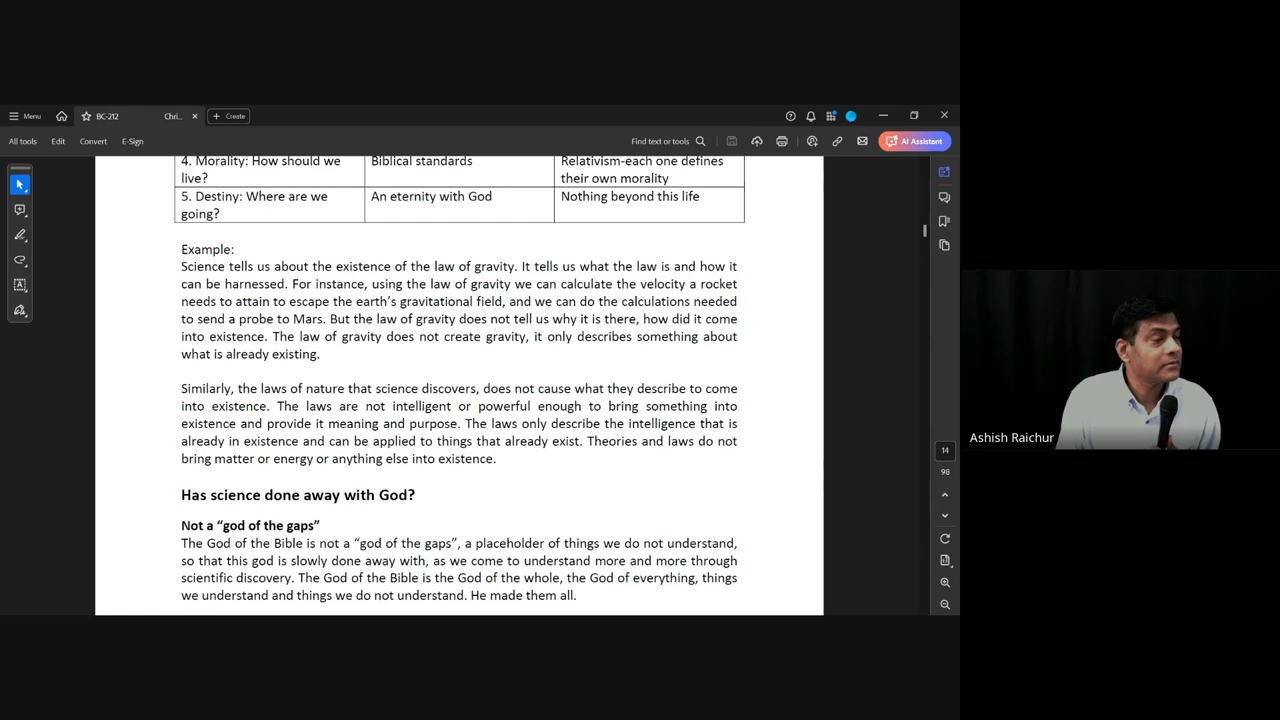 Menu
BC-212
Chri...
Create
All tools
Edit
Convert
E-Sign
Find text or tools
AI Assistant
4. Morality: How should we live?
Biblical standards
Relativism-each one defines their own morality
5. Destiny: Where are we going?
An eternity with God
Nothing beyond this life
Example:
Science tells us about the existence of the law of gravity. It tells us what the law is and how it
can be harnessed. For instance, using the law of gravity we can calculate the velocity a rocket
needs to attain to escape the earth's gravitational field, and we can do the calculations needed
to send a probe to Mars. But the law of gravity does not tell us why it is there, how did it come
into existence. The law of gravity does not create gravity, it only describes something about
what is already existing.
Similarly, the laws of nature that science discovers, does not cause what they describe to come
into existence. The laws are not intelligent or powerful enough to bring something into
existence and provide it meaning and purpose. The laws only describe the intelligence that is
already in existence and can be applied to things that already exist. Theories and laws do not
bring matter or energy or anything else into existence.
Has science done away with God?
Not a “god of the gaps”
The God of the Bible is not a “god of the gaps”, a placeholder of things we do not understand,
so that this god is slowly done away with, as we come to understand more and more through
scientific discovery. The God of the Bible is the God of the whole, the God of everything, things
we understand and things we do not understand. He made them all.
14
98
Ashish Raichur